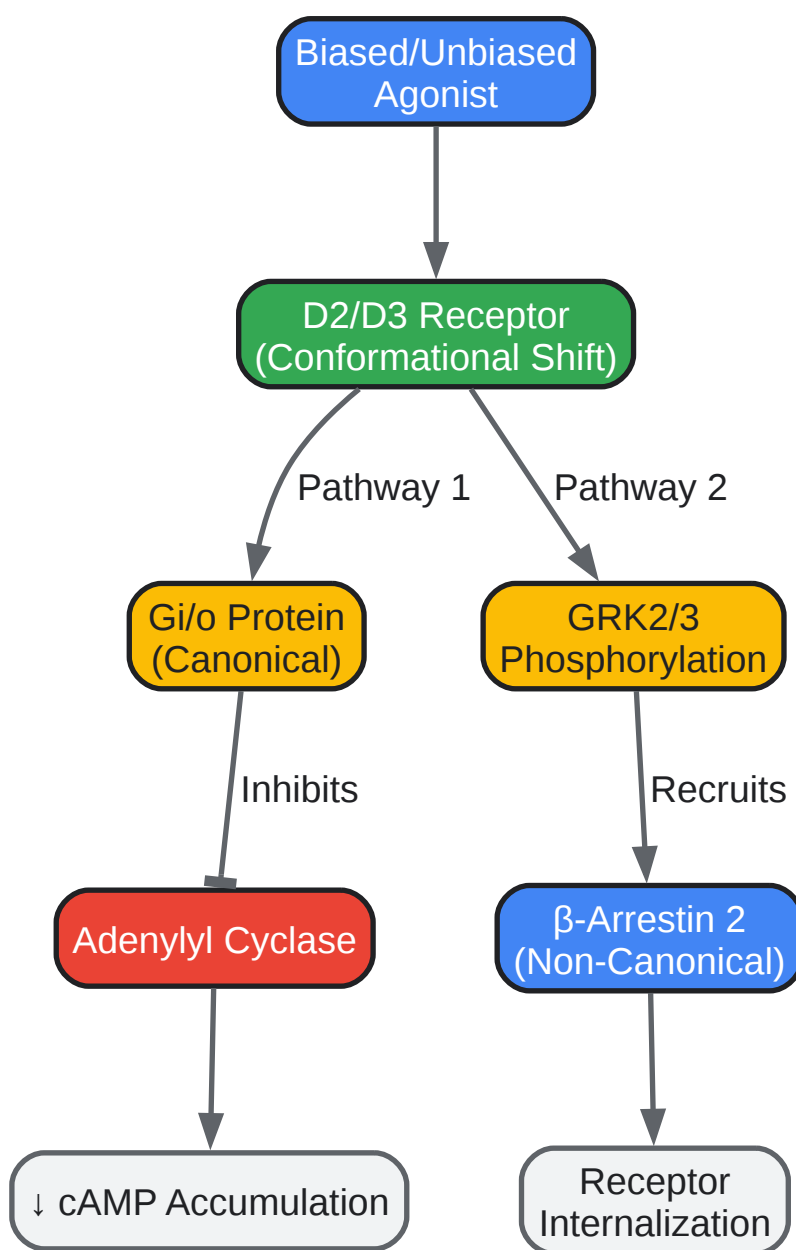 Biased/Unbiased
Agonist
D2/D3 Receptor
(Conformational Shift)
Pathway 1
Pathway 2
Gi/o Protein
(Canonical)
GRK2/3
Phosphorylation
Inhibits
Recruits
Adenylyl Cyclase
β-Arrestin 2
(Non-Canonical)
↓ cAMP Accumulation
Receptor
Internalization